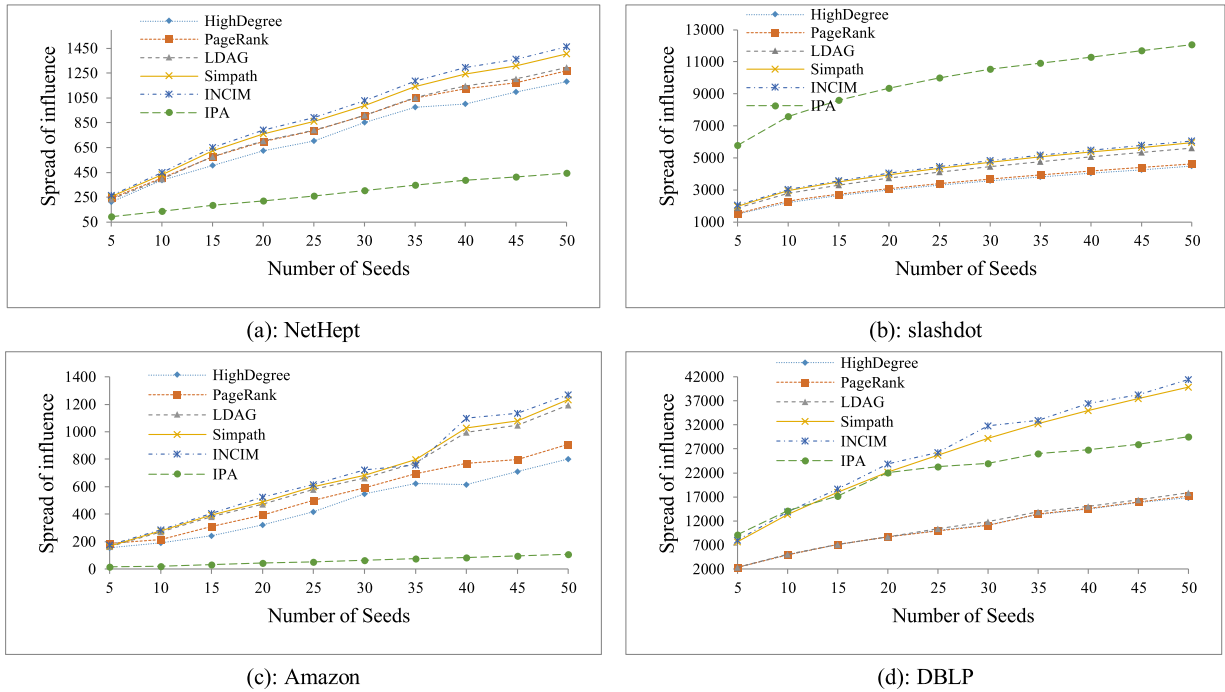 Spread of influence
1450
1250
1050
850
650
450
250
50
HighDegree
PageRank
LDAG
Simpath
INCIM
IPA
5 10 15 20 25 30 35 40 45 50
Number of Seeds
(a): NetHept
Spread of influence
13000
11000
9000
7000
5000
3000
1000
HighDegree
PageRank
LDAG
Simpath
INCIM
IPA
5 10 15 20 25 30 35 40 45 50
Number of Seeds
(b): slashdot
Spread of influence
1400
1200
1000
800
600
400
200
0
HighDegree
PageRank
LDAG
Simpath
INCIM
IPA
5 10 15 20 25 30 35 40 45 50
Number of Seeds
(c): Amazon
Spread of influence
42000
37000
32000
27000
22000
17000
12000
7000
2000
HighDegree
PageRank
LDAG
Simpath
INCIM
IPA
5 10 15 20 25 30 35 40 45 50
Number of Seeds
(d): DBLP